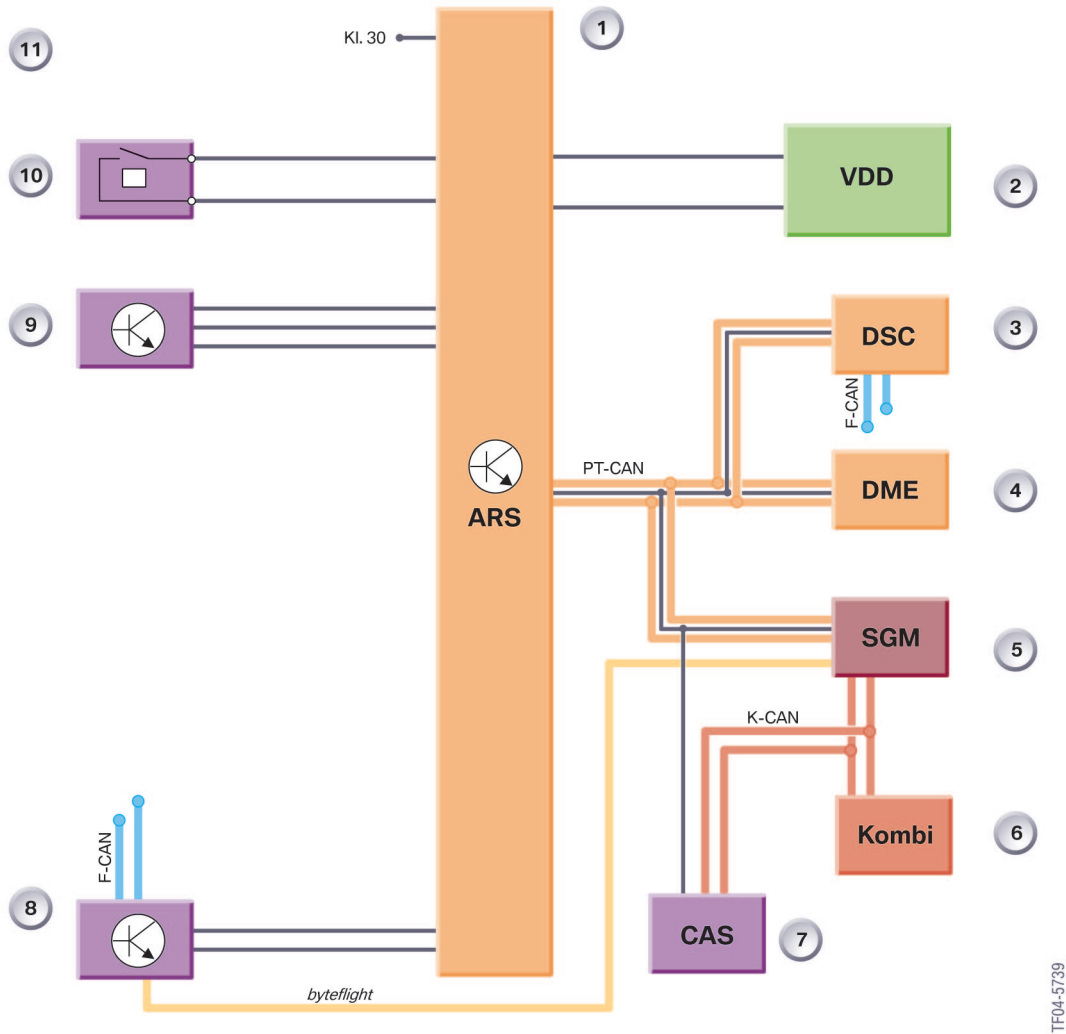 11
Kl. 30
1
10
VDD
2
9
DSC
3
F-CAN
PT-CAN
ARS
DME
4
SGM
5
K-CAN
F-CAN
Kombi
6
8
CAS
7
byteflight
TF04-5739